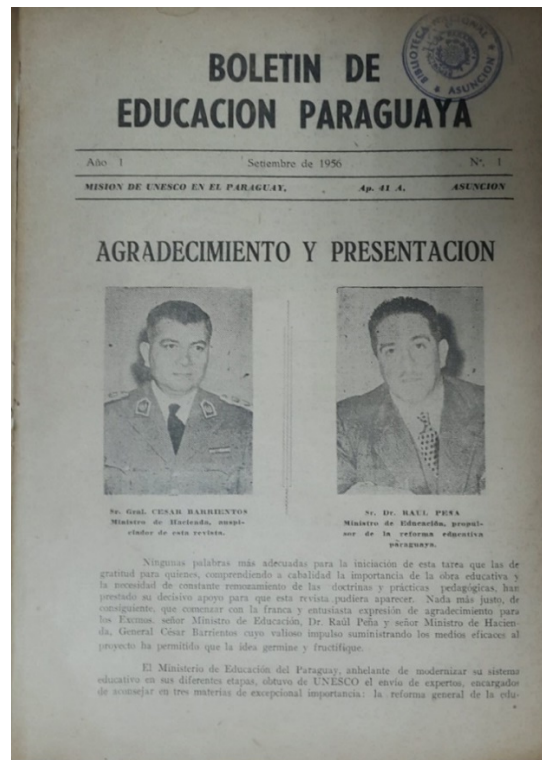 BIBLIOTECA NACIONAL
ASUNCION
BOLETIN DE
EDUCACION PARAGUAYA
Año 1 Setiembre de 1956 Nº. 1
MISION DE UNESCO EN EL PARAGUAY. Ap. 41 A. ASUNCION
AGRADECIMIENTO Y PRESENTACION
Sr. Gral. CESAR BARRIENTOS
Ministro de Hacienda, auspi-
ciador de esta revista.
Sr. Dr. RAÚL PEÑA
Ministro de Educación, propul-
sor de la reforma educativa
paraguaya.
Ningunas palabras más adecuadas para la iniciación de esta tarea que las de
gratitud para quienes, comprendiendo a cabalidad la importancia de la obra educativa y
la necesidad de constante remozamiento de las doctrinas y prácticas pedagógicas, han
prestado su decisivo apoyo para que esta revista pudiera aparecer. Nada más justo, de
consiguiente, que comenzar con la franca y entusiasta expresión de agradecimiento para
los Excmos. señor Ministro de Educación, Dr. Raúl Peña y señor Ministro de Hacien-
da, General César Barrientos cuyo valioso impulso suministrando los medios eficaces al
proyecto ha permitido que la idea germine y fructifique.
El Ministerio de Educación del Paraguay, anhelante de modernizar su sistema
educativo en sus diferentes etapas, obtuvo de UNESCO el envío de expertos, encargados
de aconsejar en tres materias de excepcional importancia: la reforma general de la edu-